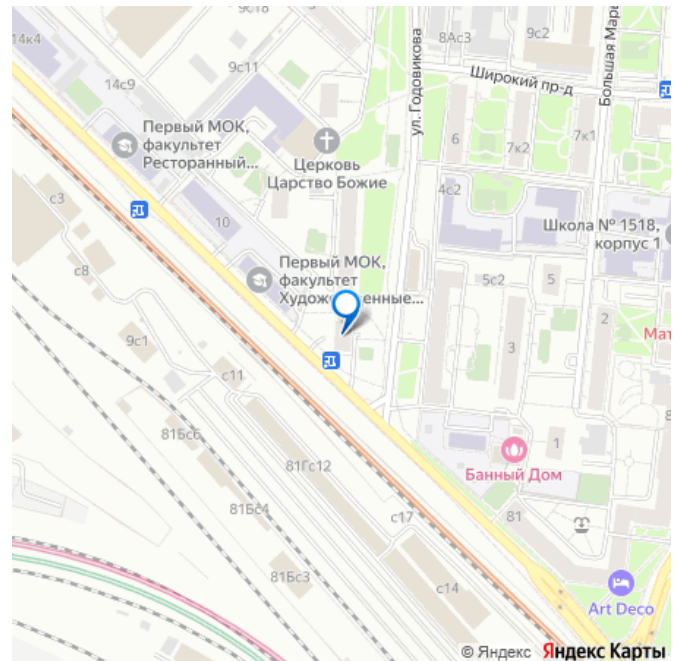 9с18
14к4
9с11
14с9
8Ас3
9с2
Широкий пр-д
ул. Годовикова
Большая Мар
Первый МОК,
факультет
Ресторанный...
Церковь
Царство Божие
6
7к2
7к1
4с2
с3
10
Школа № 1518,
корпус 1
Первый МОК,
факультет
Художественные...
с8
5с2
5
2
9с1
3
Мат
с11
1
8
Банный Дом
81Бс6
81Гс12
81
81Бс4
с17
81Бс3
с14
Art Deco
© Яндекс Яндекс Карты